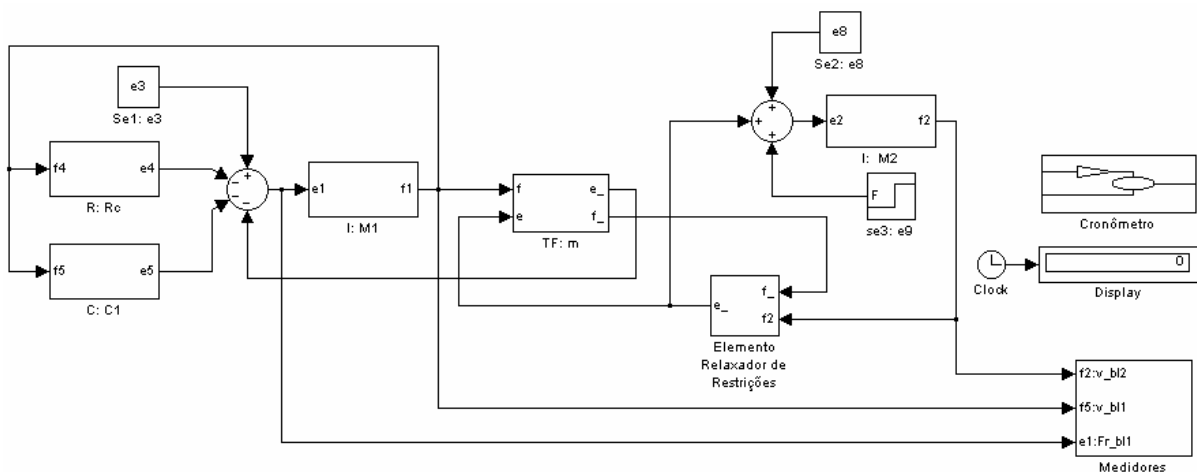 e3
Se1: e3
f4
e4
R: Rc
f5
e5
C: C1
+
−
−
−
e1
f1
I: M1
f
e
e_
f_
TF: m
e8
Se2: e8
+
+
+
e2
f2
I: M2
F
se3: e9
e_
f_
f2
Elemento
Relaxador de
Restrições
Cronômetro
Clock
0
Display
f2:v_bl2
f5:v_bl1
e1:Fr_bl1
Medidores